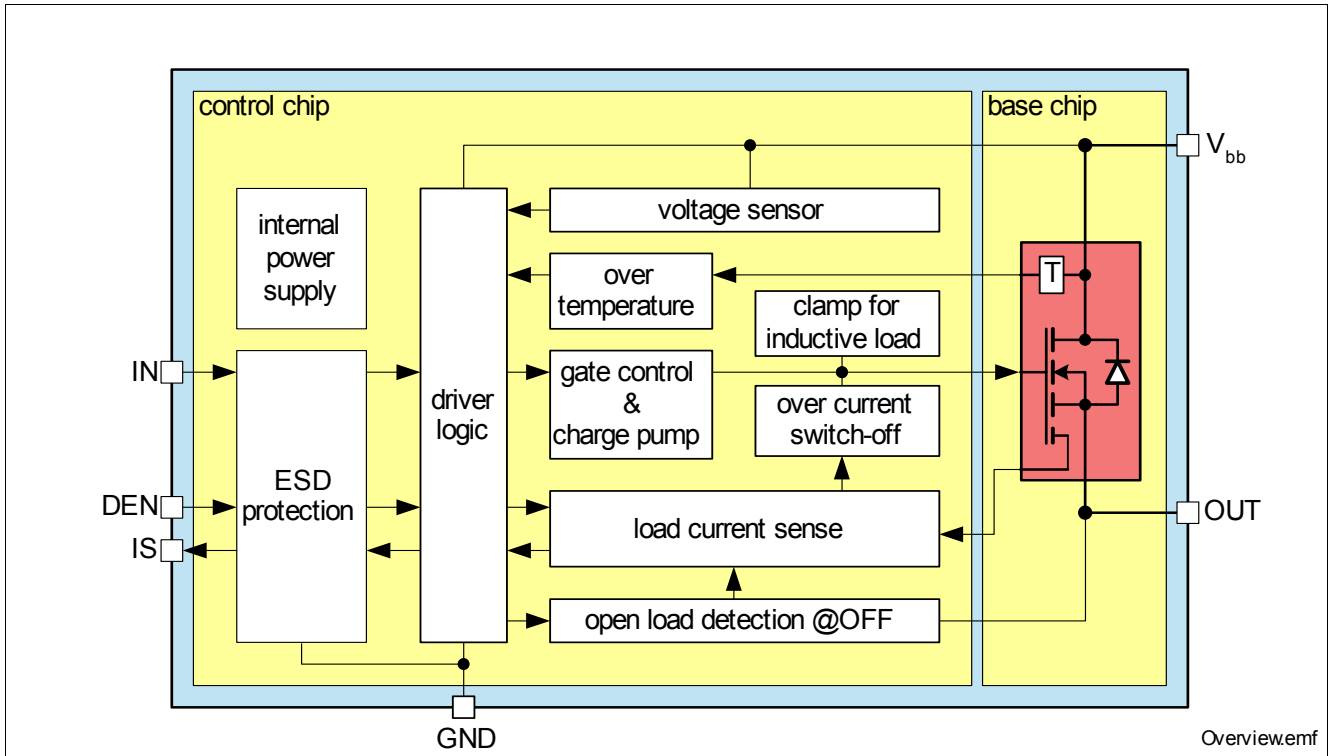 control chip
base chip
V_bb
internal
power
supply
voltage sensor
over
temperature
T
clamp for
inductive load
IN
driver
logic
gate control
&
charge pump
over current
switch-off
ESD
protection
DEN
IS
load current sense
OUT
open load detection @OFF
GND
Overview.emf